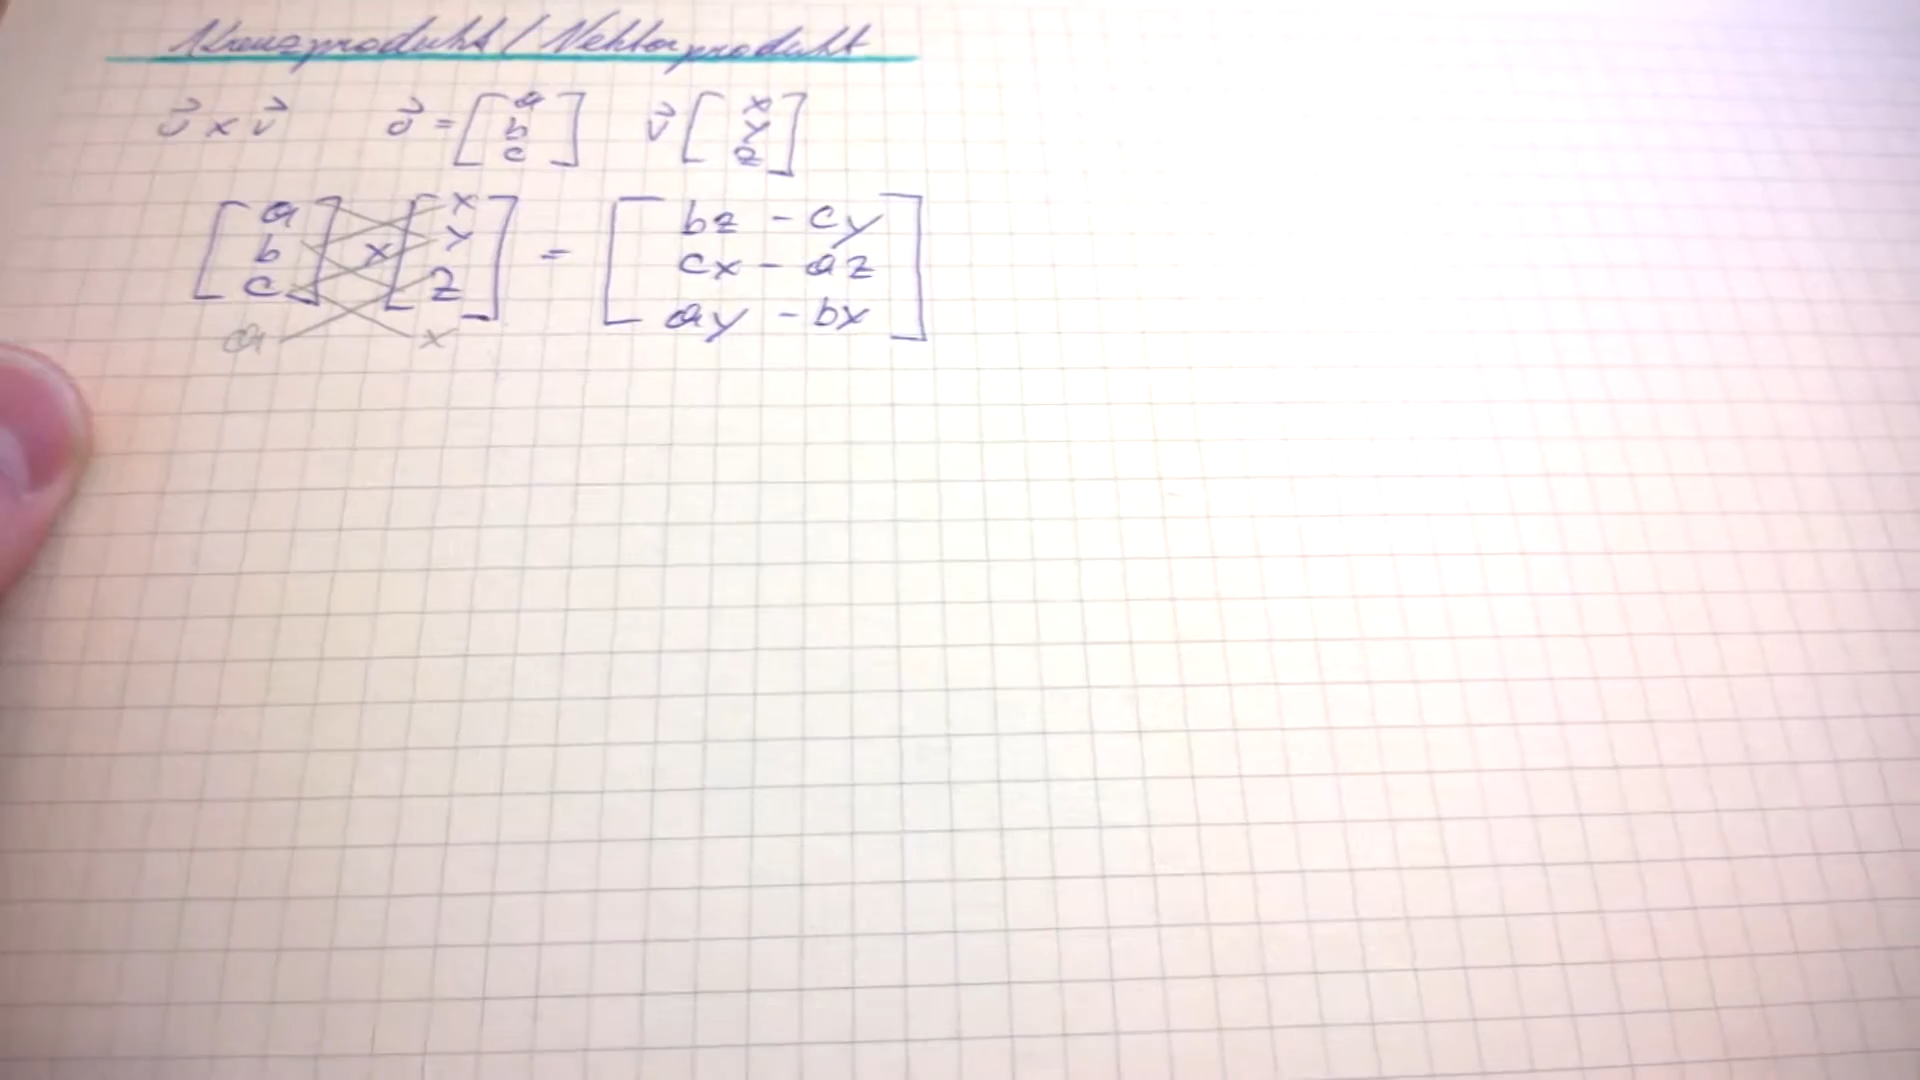 Kreuzprodukt / Vektorprodukt
u⃗ × v⃗ u⃗ = [a b c] v⃗ [x y z]
[a b c] × [x y z] = [bz - cy
cx - az
ay - bx]
a x